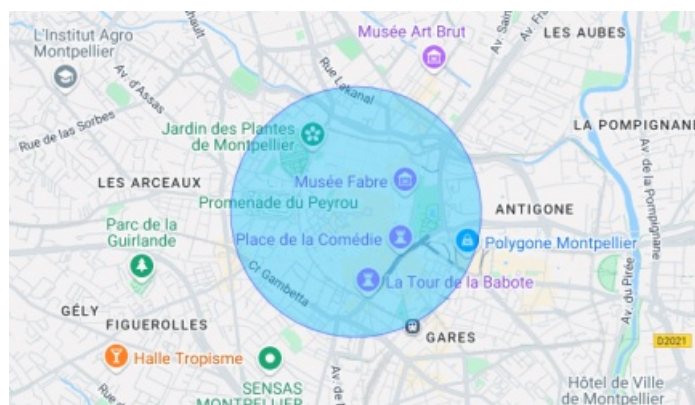 Musée Art Brut
L'Institut Agro
Montpellier
Av. d'Assas
Rue Lakanal
LES AUBES
Rue de las Sorbes
Jardin des Plantes
de Montpellier
LA POMPIGNANE
Av. de la Pompignane
LES ARCEAUX
Musée Fabre
Promenade du Peyrou
ANTIGONE
Parc de la
Guirlande
Place de la Comédie
Polygone Montpellier
Cr Gambetta
La Tour de la Babote
Av. du Pirée
GÉLY
FIGUEROLLES
GARES
D2021
Halle Tropisme
SENSAS
MONTPELLIER
Hôtel de Ville
de Montpellier